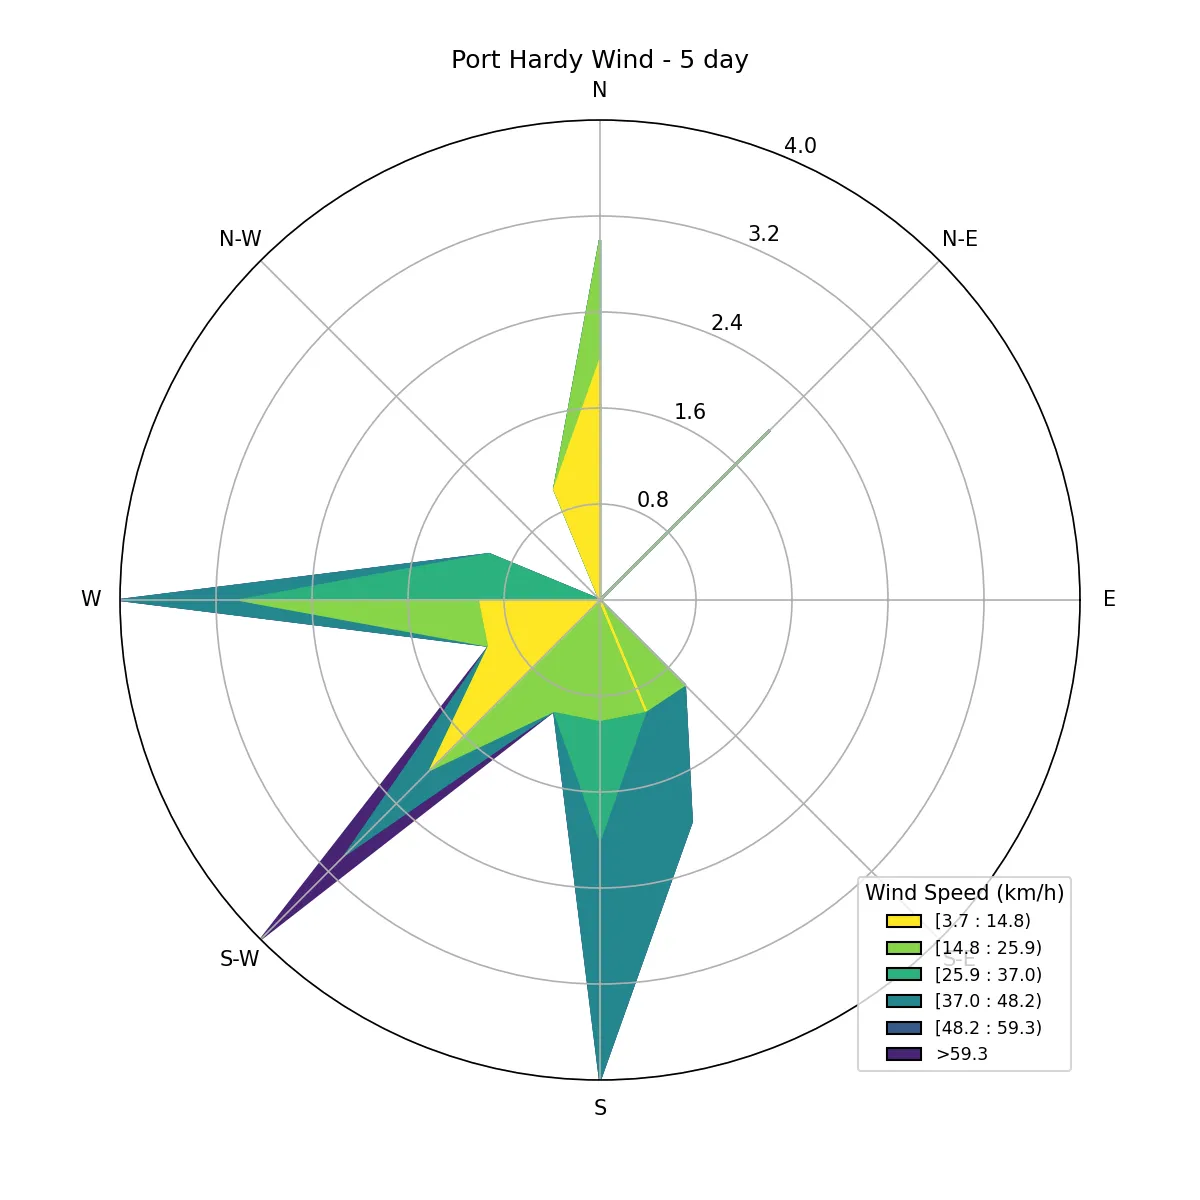 Port Hardy Wind - 5 day
N
4.0
N-W
3.2
N-E
2.4
1.6
0.8
W
E
Wind Speed (km/h)
[3.7 : 14.8)
[14.8 : 25.9)
S-W
S-E
[25.9 : 37.0)
[37.0 : 48.2)
[48.2 : 59.3)
>59.3
S